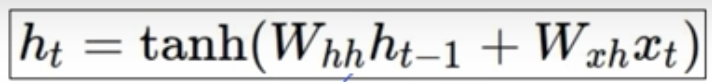 h_t = tanh(W_{hh}h_{t-1} + W_{xh}x_t)